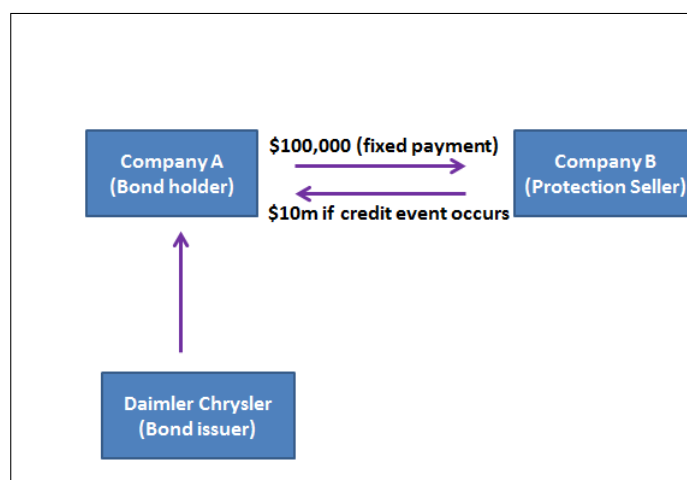 Company A
(Bond holder)
$100,000 (fixed payment)
$10m if credit event occurs
Company B
(Protection Seller)
Daimler Chrysler
(Bond issuer)